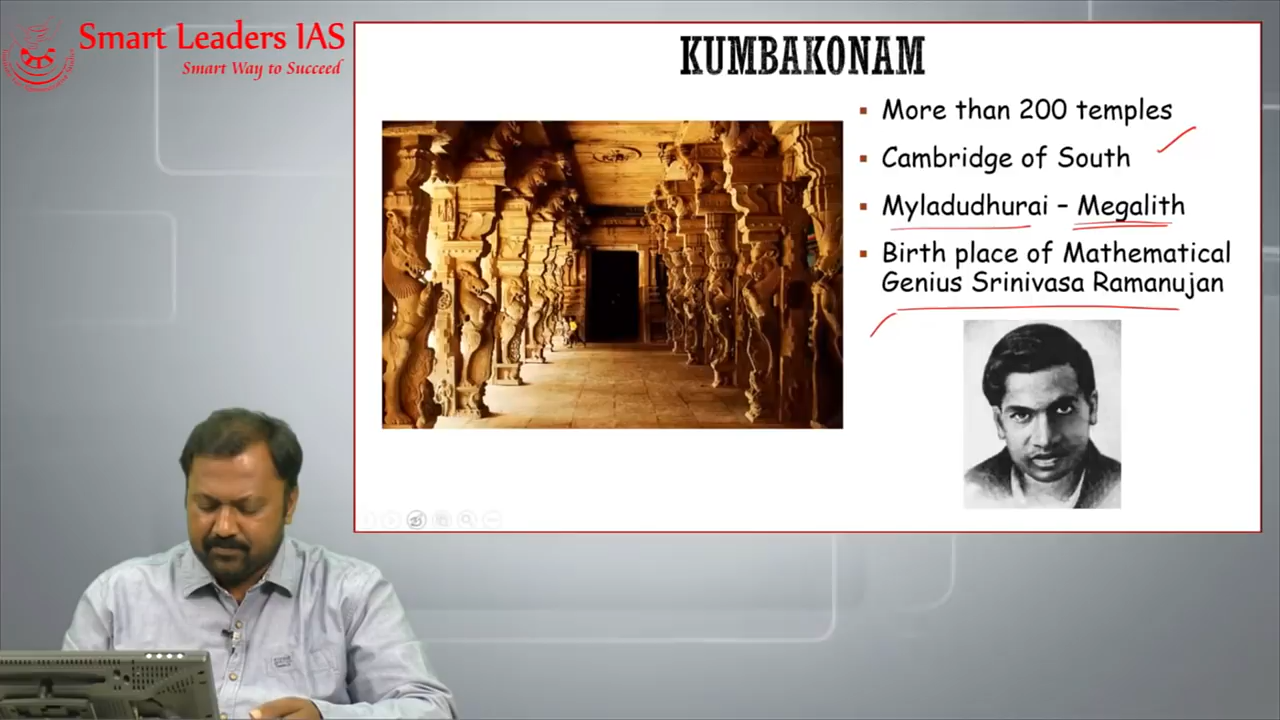 Smart Leaders IAS
Smart Way to Succeed
KUMBAKONAM
More than 200 temples
Cambridge of South
Myladudhurai – Megalith
Birth place of Mathematical
Genius Srinivasa Ramanujan